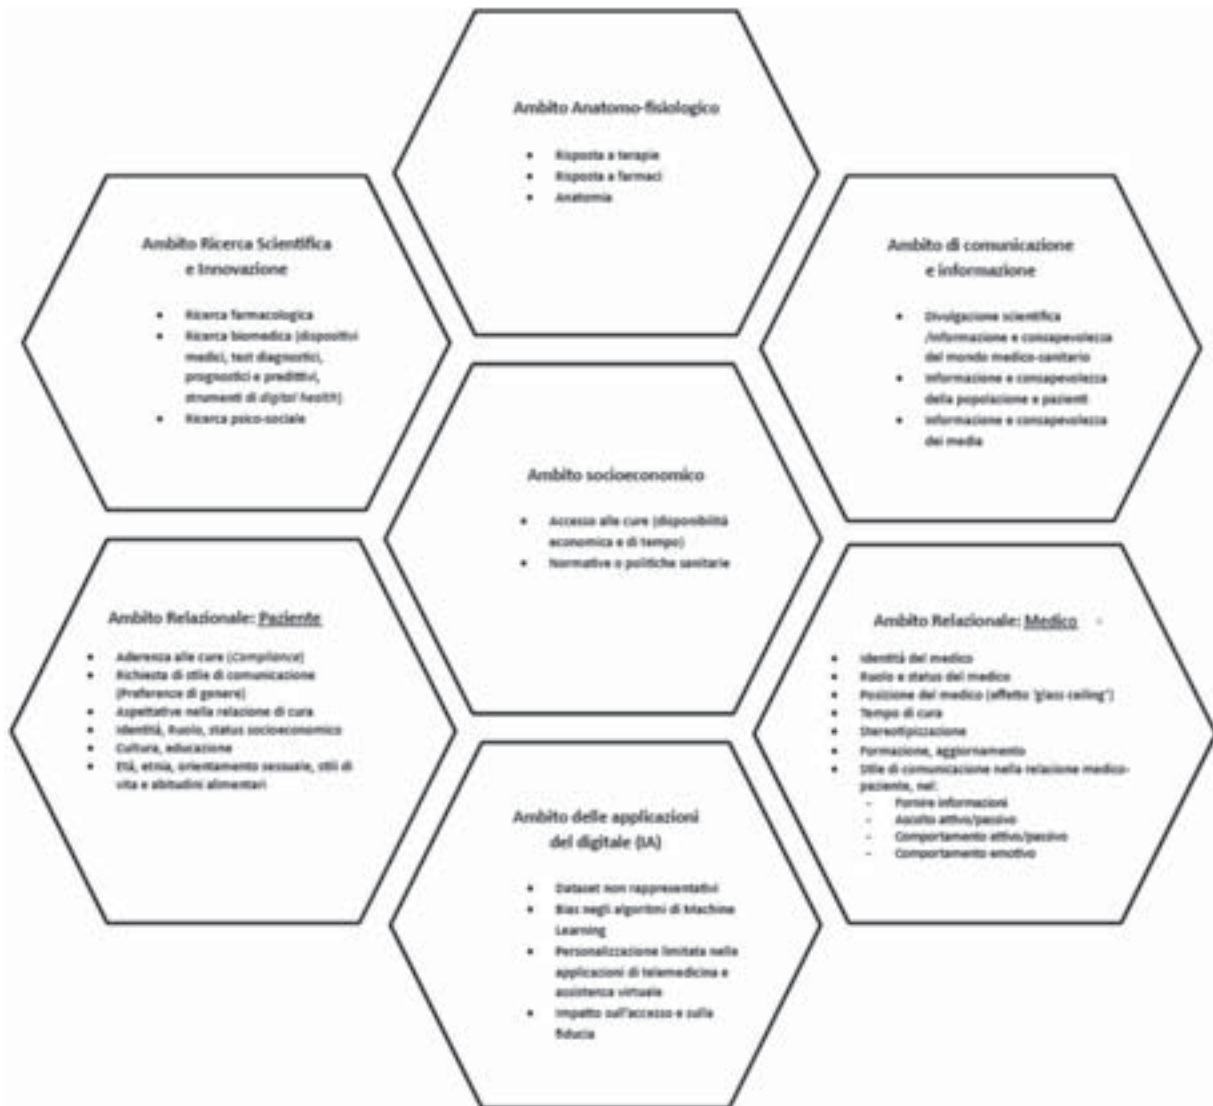 Ambito Anatomo-fisiologico
• Risposta a terapie
• Risposta a farmaci
• Anatomia
Ambito Ricerca Scientifica
e Innovazione
• Ricerca farmacologica
• Ricerca biomedica (dispositivi
medici, test diagnostici,
prognostici e predittivi,
strumenti di digital health)
• Ricerca psico-sociale
Ambito di comunicazione
e informazione
• Divulgazione scientifica
/informazione e consapevolezza
del mondo medico-sanitario
• Informazione e consapevolezza
della popolazione e pazienti
• Informazione e consapevolezza
dei media
Ambito socioeconomico
• Accesso alle cure (disponibilità
economica e di tempo)
• Normative o politiche sanitarie
Ambito Relazionale: Paziente
• Aderenza alle cure (Compliance)
• Richiesta di stile di comunicazione
(Preferenze di genere)
• Aspettative nella relazione di cura
• Identità, Ruolo, status socioeconomico
• Cultura, educazione
• Età, etnia, orientamento sessuale, stili di
vita e abitudini alimentari
Ambito Relazionale: Medico
• Identità del medico
• Ruolo e status del medico
• Posizione del medico (effetto 'glass ceiling')
• Tempo di cura
• Stereotipizzazione
• Formazione, aggiornamento
• Stile di comunicazione nella relazione medico-
paziente, nel:
- Fornire informazioni
- Ascolto attivo/passivo
- Comportamento attivo/passivo
- Comportamento emotivo
Ambito delle applicazioni
del digitale (IA)
• Dataset non rappresentativi
• Bias negli algoritmi di Machine
Learning
• Personalizzazione limitata nelle
applicazioni di telemedicina e
assistenza virtuale
• Impatto sull'accesso e sulla
fiducia